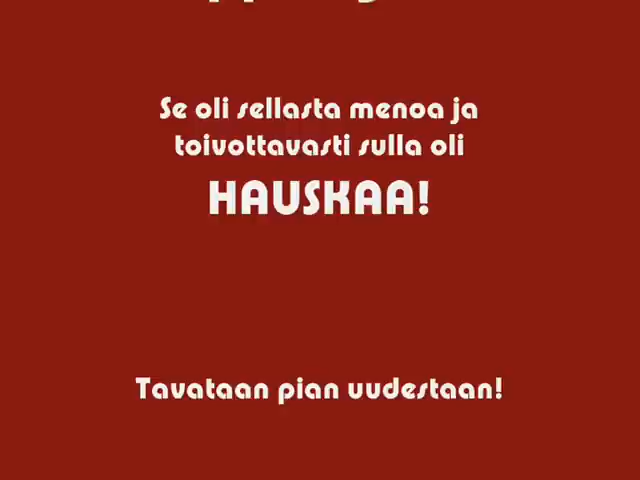 Se oli sellasta menoa ja
toivottavasti sulla oli
HAUSKAA!
Tavataan pian uudestaan!